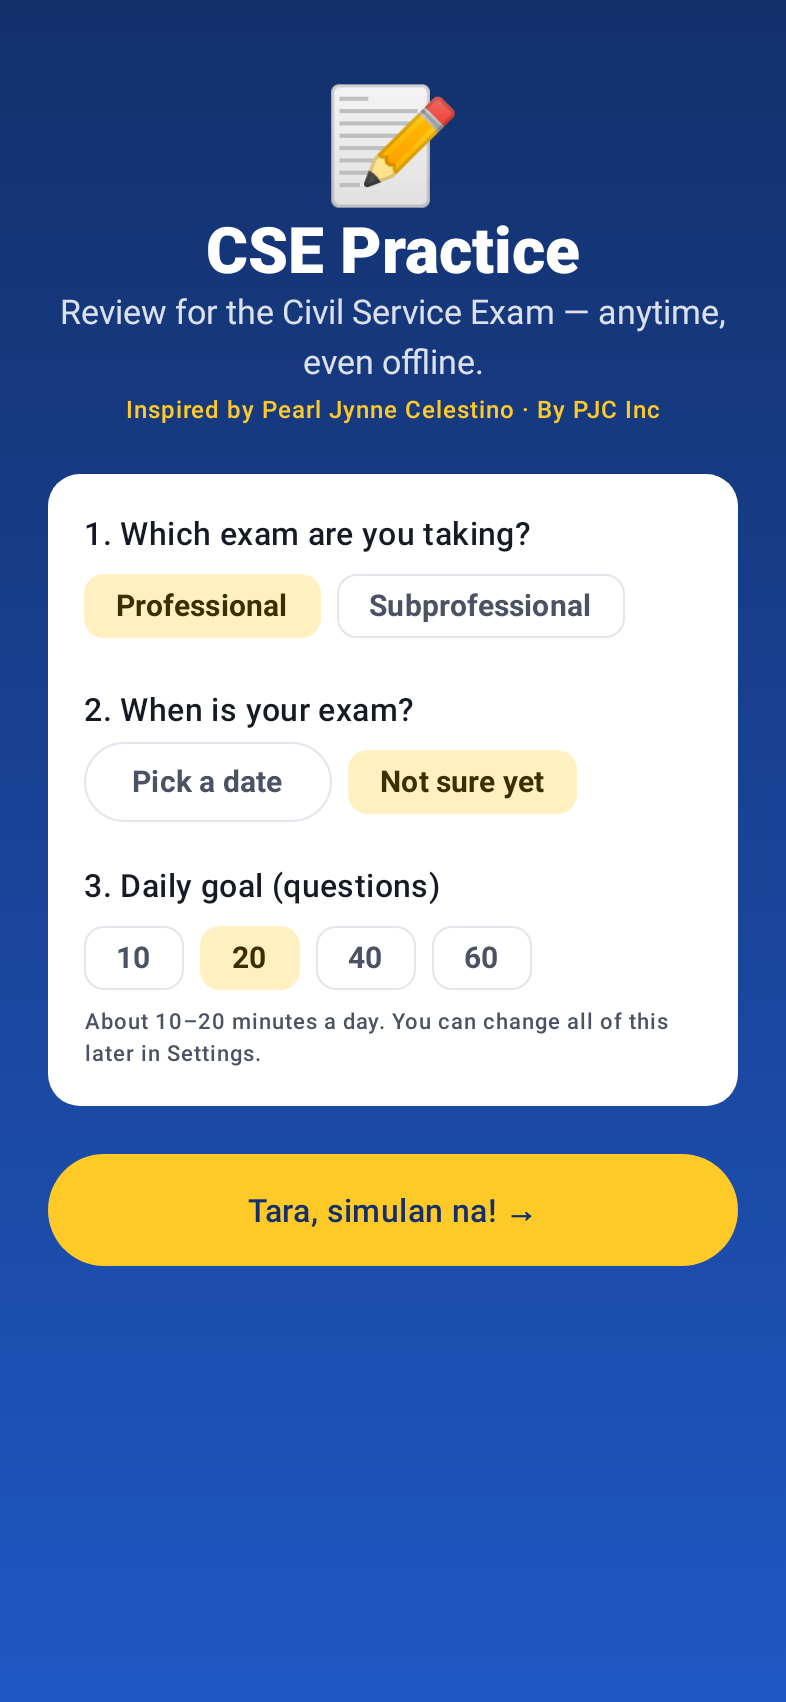 CSE Practice
Review for the Civil Service Exam — anytime,
even offline.
Inspired by Pearl Jynne Celestino · By PJC Inc
1. Which exam are you taking?
Professional
Subprofessional
2. When is your exam?
Pick a date
Not sure yet
3. Daily goal (questions)
10
20
40
60
About 10–20 minutes a day. You can change all of this
later in Settings.
Tara, simulan na! →